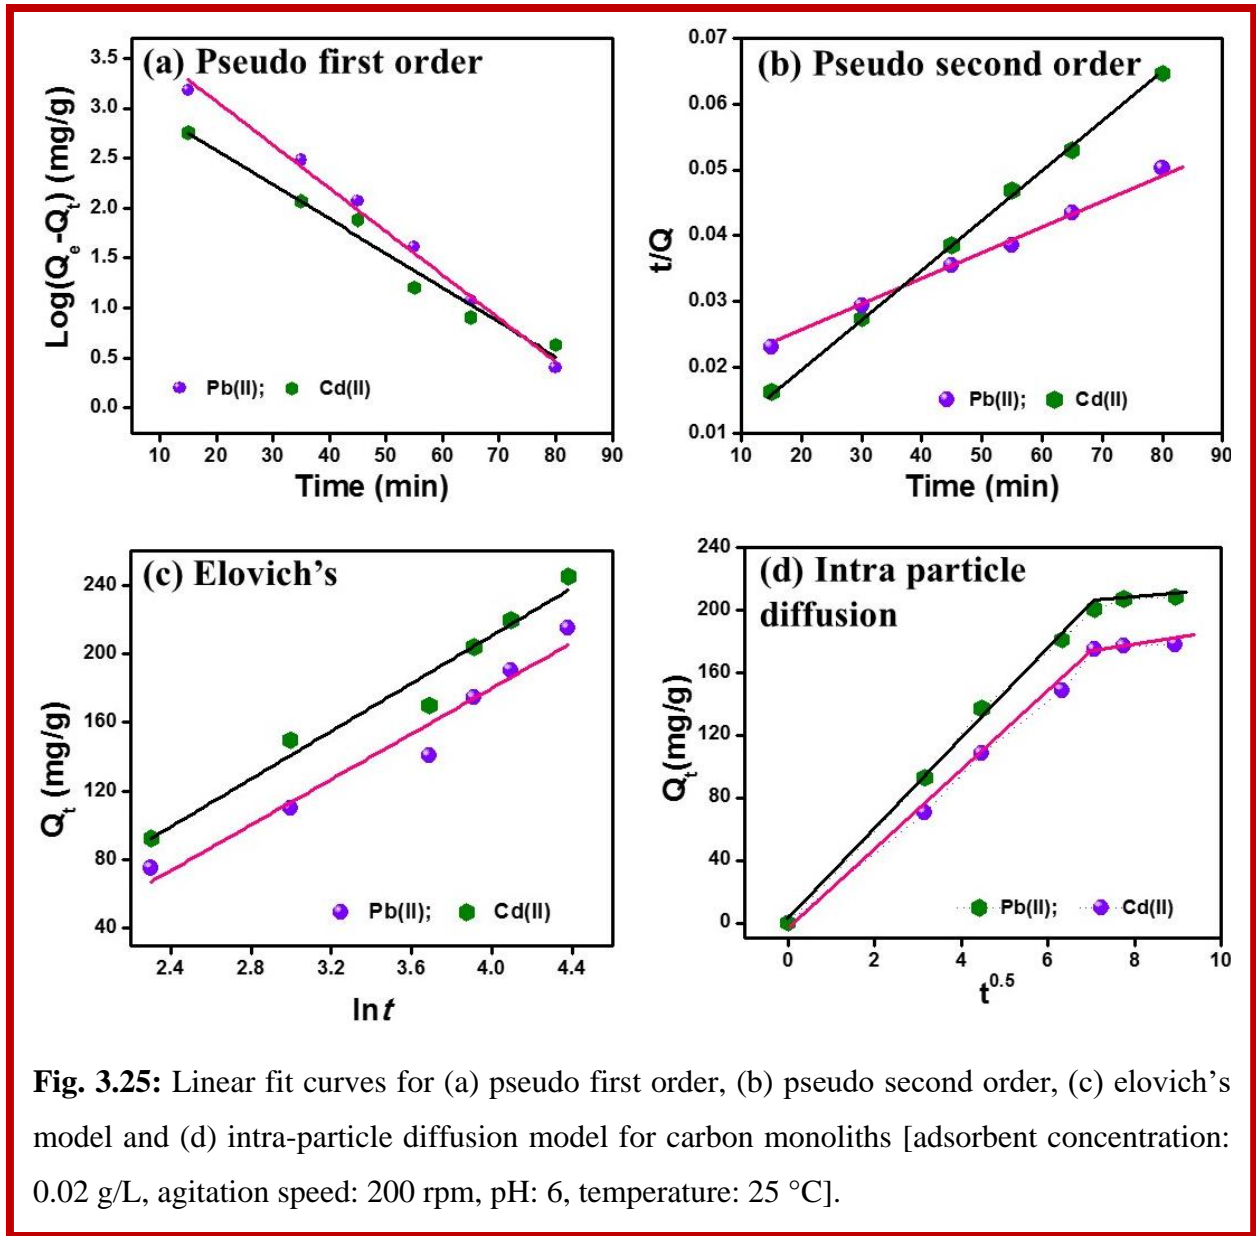 (a) Pseudo first order
3.5
3.0
2.5
2.0
1.5
1.0
0.5
0.0
Log(Qe-Qt) (mg/g)
Pb(II); Cd(II)
10 20 30 40 50 60 70 80 90
Time (min)
(b) Pseudo second order
0.07
0.06
0.05
0.04
0.03
0.02
0.01
t/Q
Pb(II); Cd(II)
10 20 30 40 50 60 70 80 90
Time (min)
(c) Elovich’s
240
200
160
120
80
40
Qt (mg/g)
Pb(II); Cd(II)
2.4 2.8 3.2 3.6 4.0 4.4
lnt
(d) Intra particle
diffusion
240
200
160
120
80
40
0
Qt(mg/g)
Pb(II); Cd(II)
0 2 4 6 8 10
t0.5
Fig. 3.25: Linear fit curves for (a) pseudo first order, (b) pseudo second order, (c) elovich’s
model and (d) intra-particle diffusion model for carbon monoliths [adsorbent concentration:
0.02 g/L, agitation speed: 200 rpm, pH: 6, temperature: 25 °C].